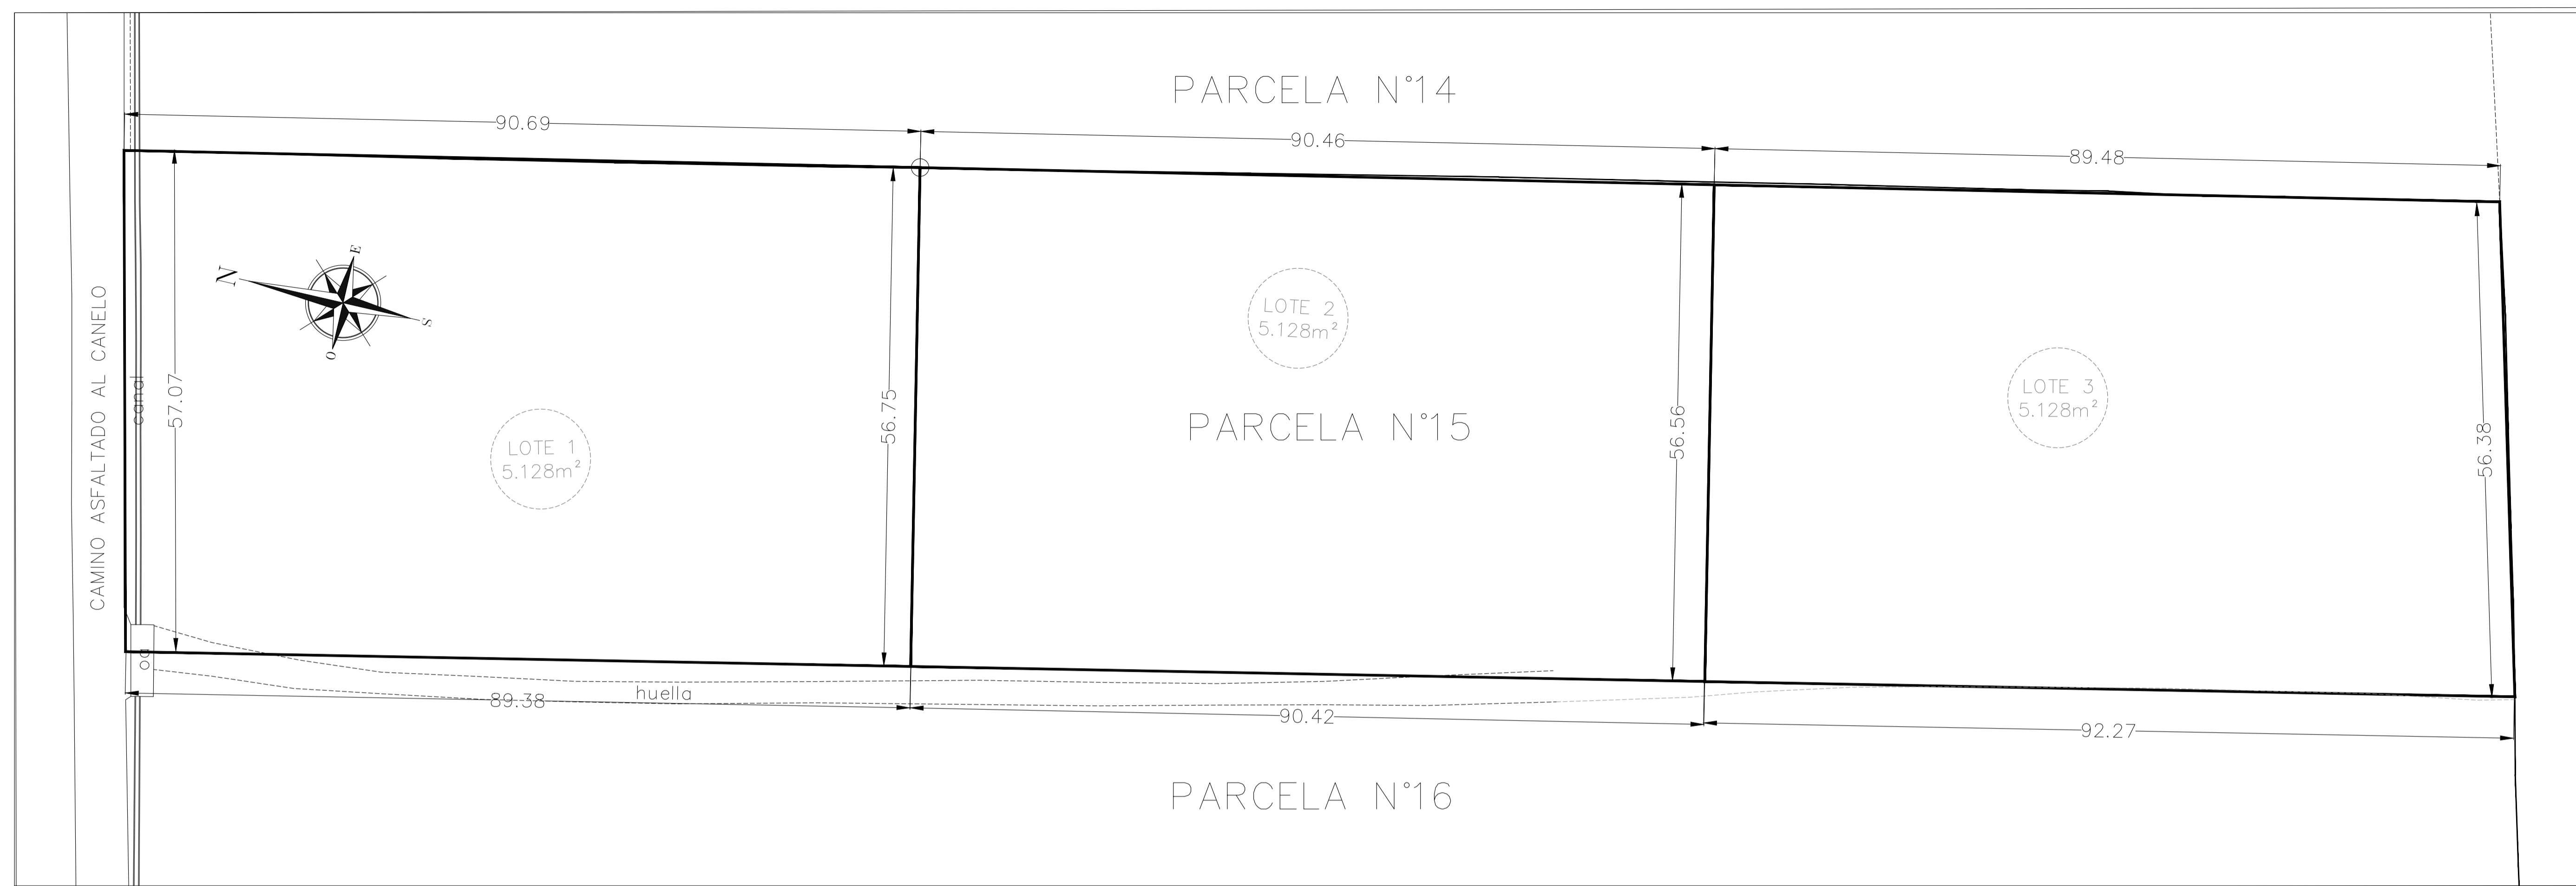 PARCELA N°14
90.69
90.46
89.48
N
E
S
O
CAMINO ASFALTADO AL CANELO
canal
57.07
56.75
LOTE 1
5.128m²
LOTE 2
5.128m²
PARCELA N°15
56.56
LOTE 3
5.128m²
56.38
huella
89.38
90.42
92.27
PARCELA N°16